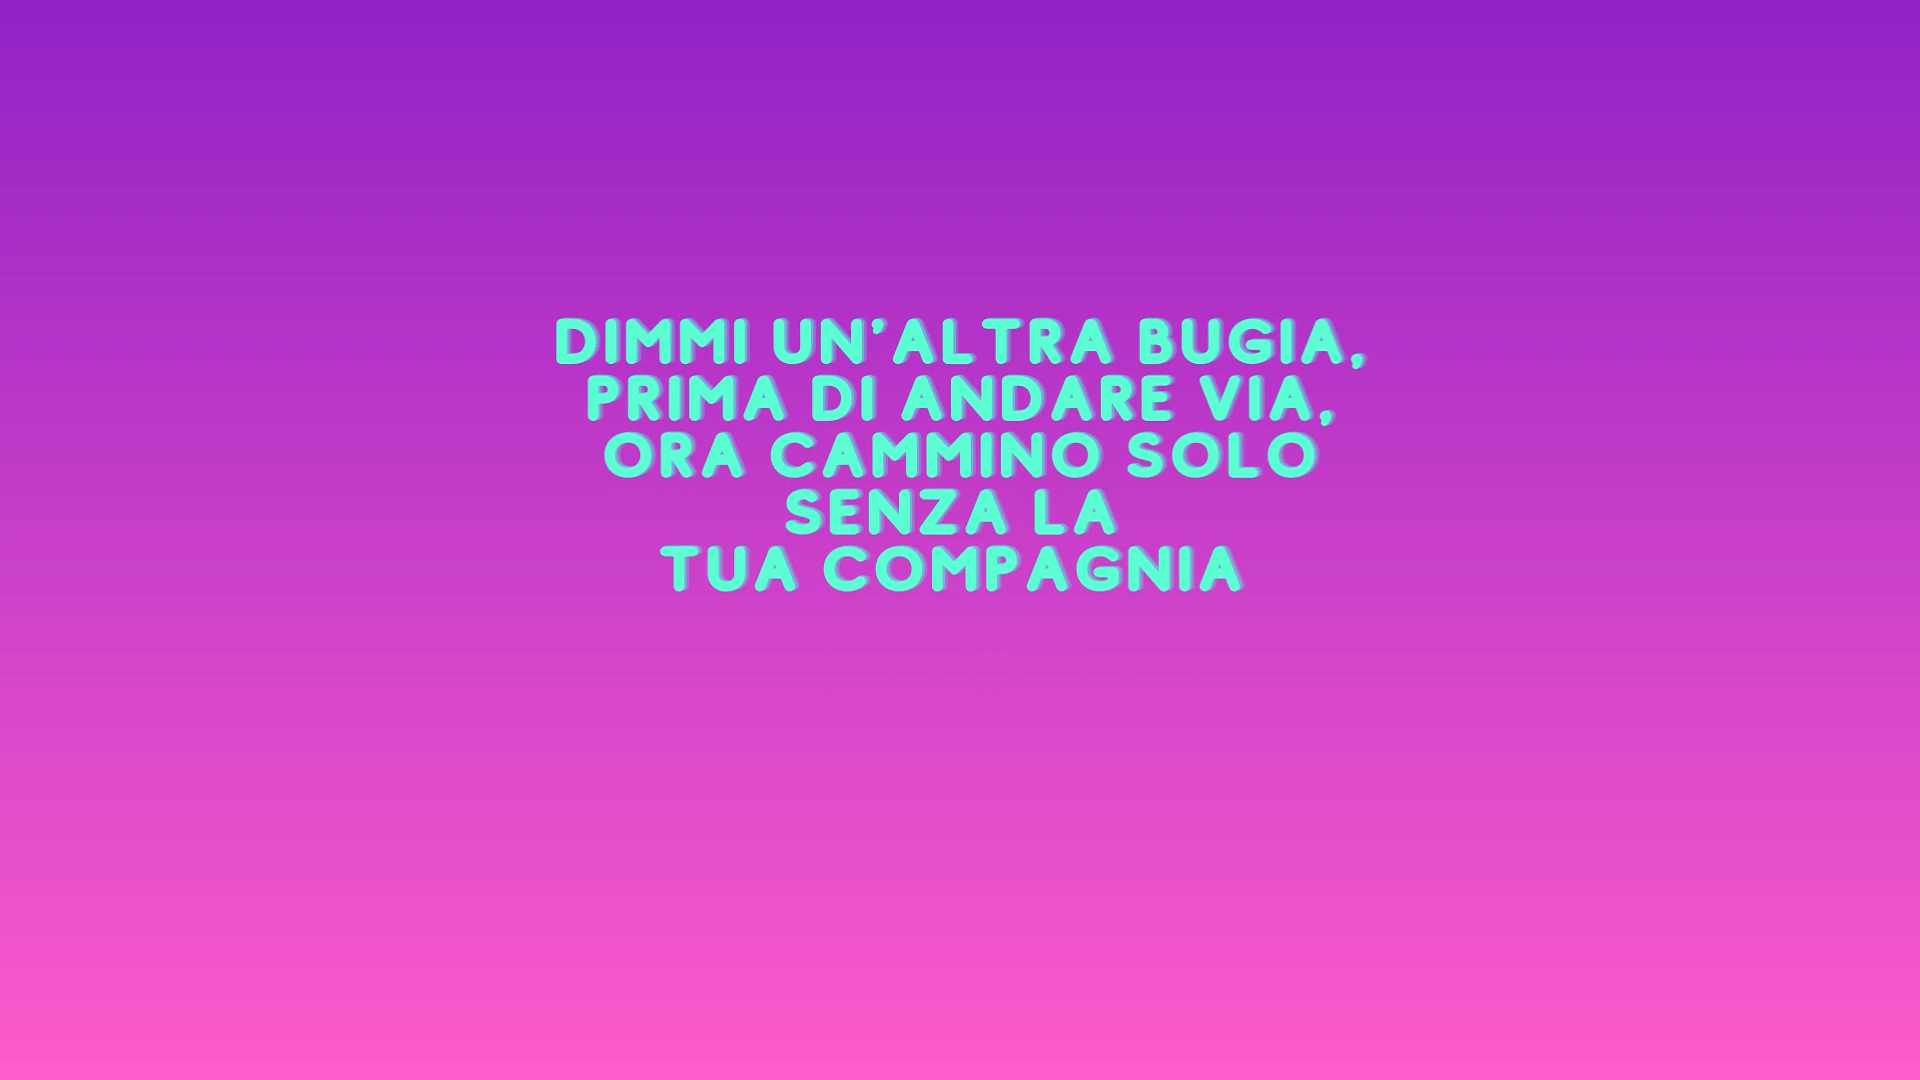 DIMMI UN'ALTRA BUGIA,
PRIMA DI ANDARE VIA,
ORA CAMMINO SOLO
SENZA LA
TUA COMPAGNIA